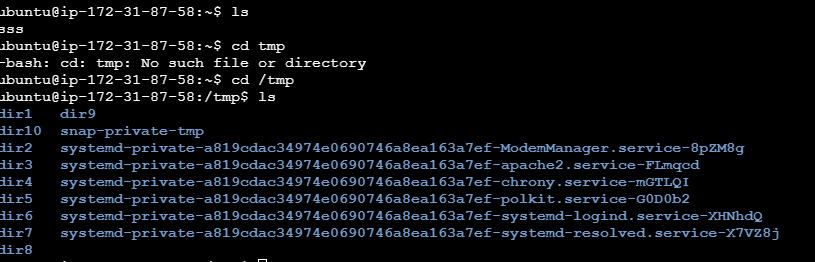 ubuntu@ip-172-31-87-58:~$ ls
sss
ubuntu@ip-172-31-87-58:~$ cd tmp
-bash: cd: tmp: No such file or directory
ubuntu@ip-172-31-87-58:~$ cd /tmp
ubuntu@ip-172-31-87-58:/tmp$ ls
dir1 dir9
dir10 snap-private-tmp
dir2 systemd-private-a819cdac34974e0690746a8ea163a7ef-ModemManager.service-8pZM8g
dir3 systemd-private-a819cdac34974e0690746a8ea163a7ef-apache2.service-FLmqcd
dir4 systemd-private-a819cdac34974e0690746a8ea163a7ef-chrony.service-mGTLQI
dir5 systemd-private-a819cdac34974e0690746a8ea163a7ef-polkit.service-G0D0b2
dir6 systemd-private-a819cdac34974e0690746a8ea163a7ef-systemd-logind.service-XHNhdQ
dir7 systemd-private-a819cdac34974e0690746a8ea163a7ef-systemd-resolved.service-X7VZ8j
dir8